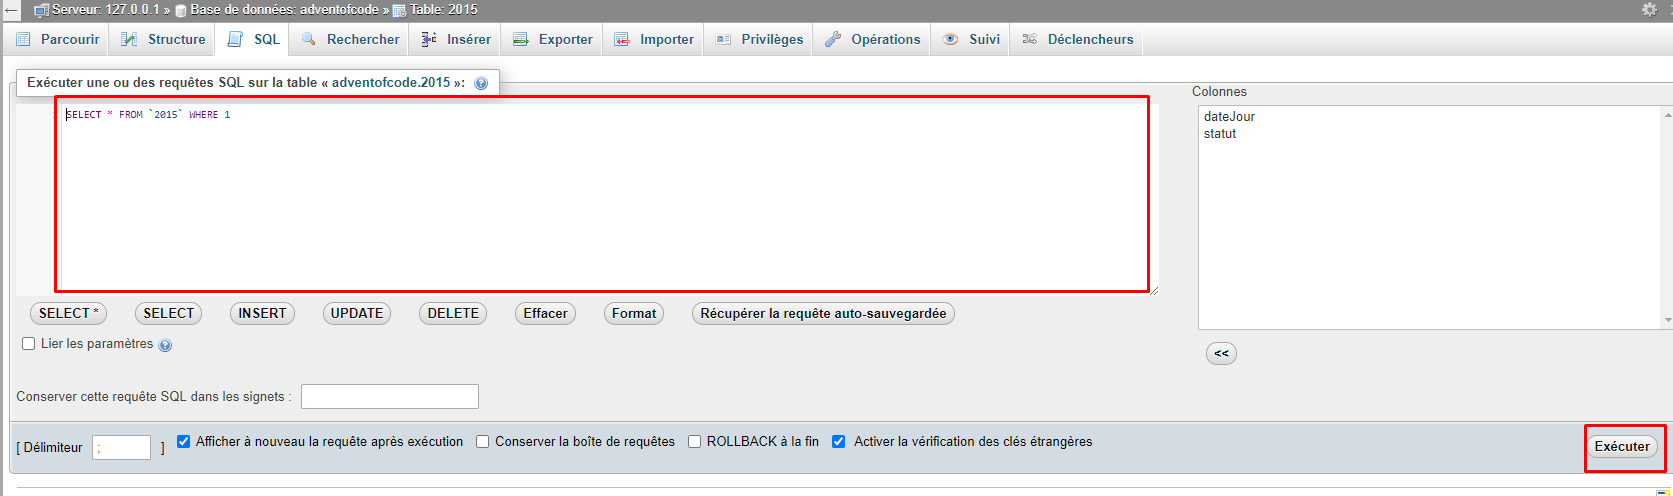 Serveur: 127.0.0.1 » Base de données: adventofcode » Table: 2015
Parcourir Structure SQL Rechercher Insérer Exporter Importer Privilèges Opérations Suivi Déclencheurs
Exécuter une ou des requêtes SQL sur la table « adventofcode.2015 »:
Colonnes
SELECT * FROM `2015` WHERE 1
dateJour
statut
SELECT * SELECT INSERT UPDATE DELETE Effacer Format Récupérer la requête auto-sauvegardée
Lier les paramètres
<<
Conserver cette requête SQL dans les signets :
[ Délimiteur ; ] Afficher à nouveau la requête après exécution Conserver la boîte de requêtes ROLLBACK à la fin Activer la vérification des clés étrangères Exécuter